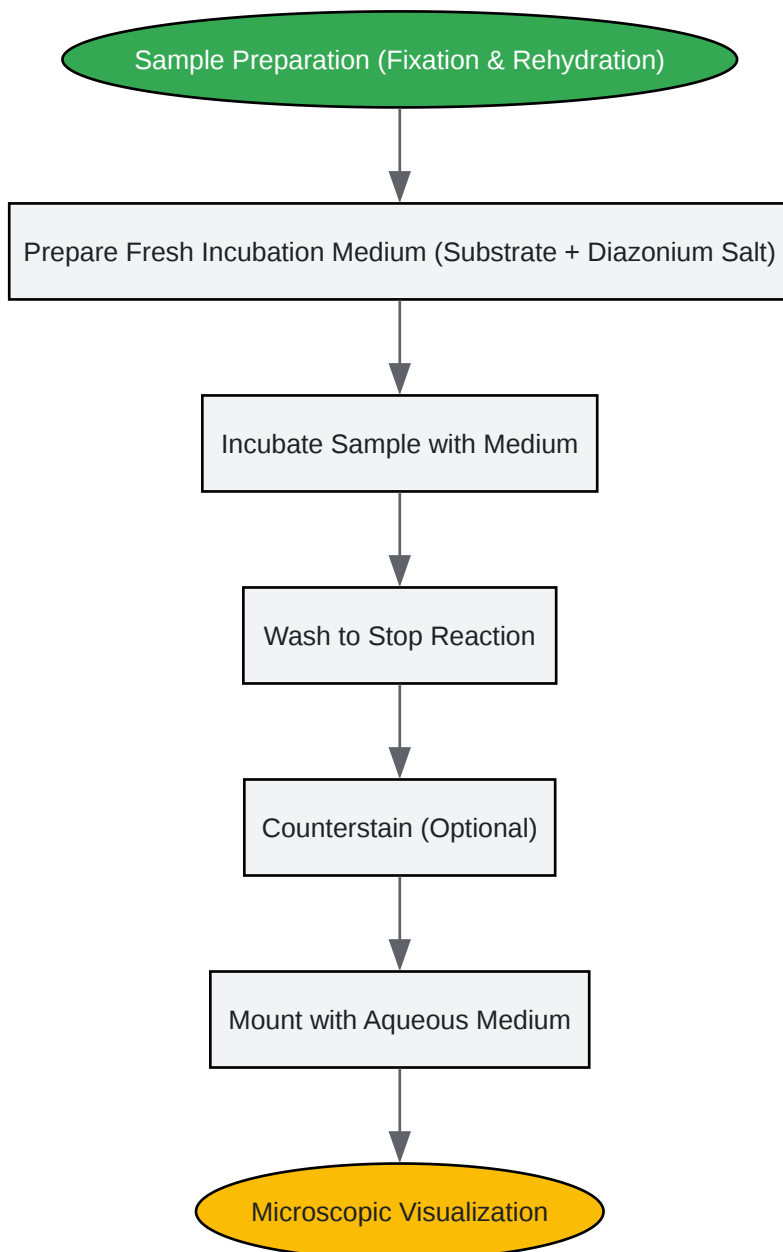 Sample Preparation (Fixation & Rehydration)
Prepare Fresh Incubation Medium (Substrate + Diazonium Salt)
Incubate Sample with Medium
Wash to Stop Reaction
Counterstain (Optional)
Mount with Aqueous Medium
Microscopic Visualization